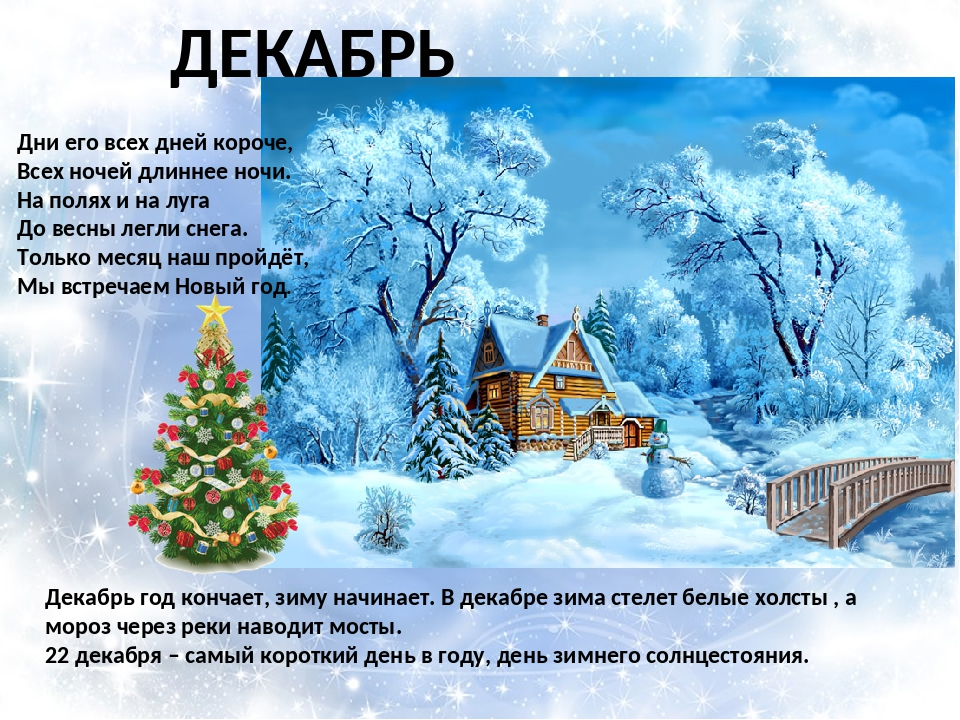 ДЕКАБРЬ
Дни его всех дней короче,
Всех ночей длиннее ночи.
На полях и на луга
До весны легли снега.
Только месяц наш пройдёт,
Мы встречаем Новый год.
Декабрь год кончает, зиму начинает. В декабре зима стелет белые холсты , а
мороз через реки наводит мосты.
22 декабря – самый короткий день в году, день зимнего солнцестояния.